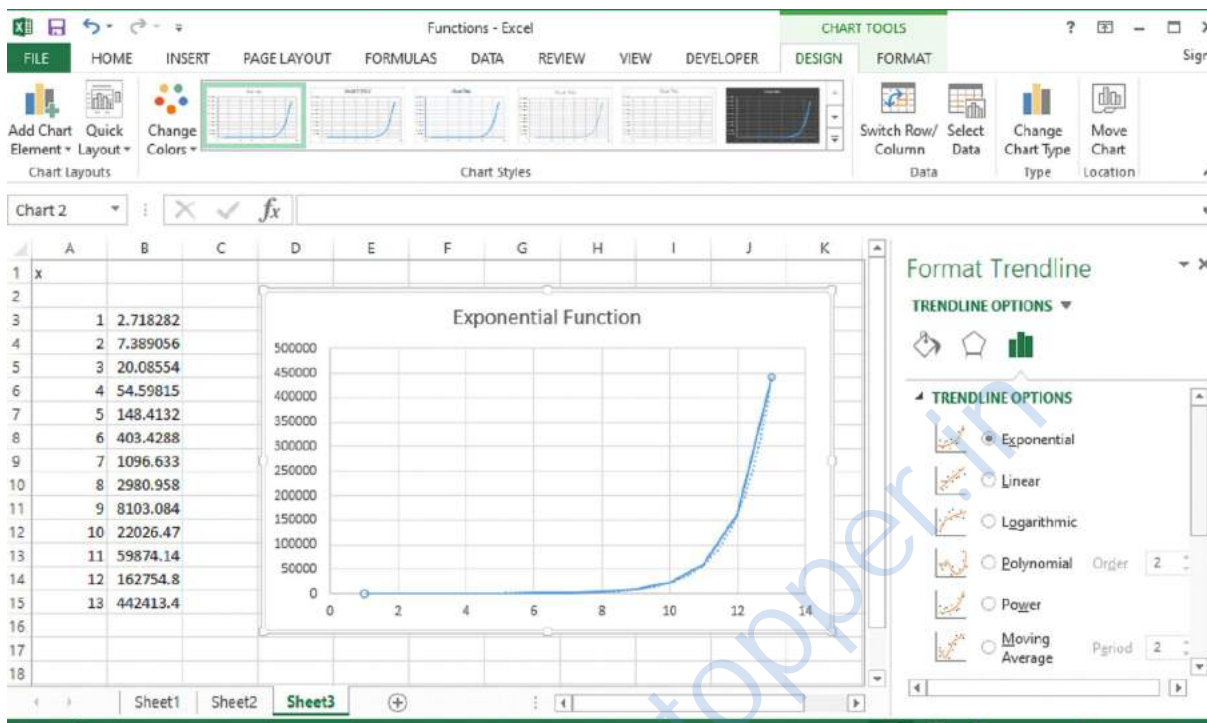 Functions - Excel
CHART TOOLS
?
FILE HOME INSERT PAGE LAYOUT FORMULAS DATA REVIEW VIEW DEVELOPER DESIGN FORMAT Sign
Add Chart Element Quick Layout Change Colors Switch Row/ Column Select Data Change Chart Type Move Chart
Chart Layouts Chart Styles Data Type Location
Chart 2 fx
A B C D E F G H I J K
1 x
2
3 1 2.718282
4 2 7.389056
5 3 20.08554
6 4 54.59815
7 5 148.4132
8 6 403.4288
9 7 1096.633
10 8 2980.958
11 9 8103.084
12 10 22026.47
13 11 59874.14
14 12 162754.8
15 13 442413.4
16
17
18
Exponential Function
500000
450000
400000
350000
300000
250000
200000
150000
100000
50000
0
0 2 4 6 8 10 12 14
Format Trendline
TRENDLINE OPTIONS
TRENDLINE OPTIONS
Exponential
Linear
Logarithmic
Polynomial Order 2
Power
Moving Average Period 2
Sheet1 Sheet2 Sheet3
topper.in